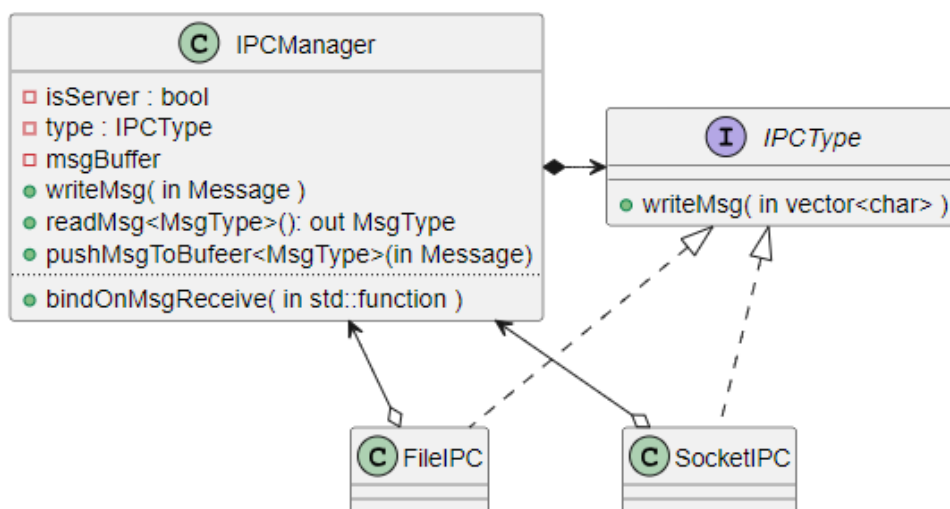 C IPCManager
isServer : bool
type : IPCType
msgBuffer
writeMsg( in Message )
readMsg<MsgType>(): out MsgType
pushMsgToBufeer<MsgType>(in Message)
bindOnMsgReceive( in std::function )
I IPCType
writeMsg( in vector<char> )
C FileIPC
C SocketIPC